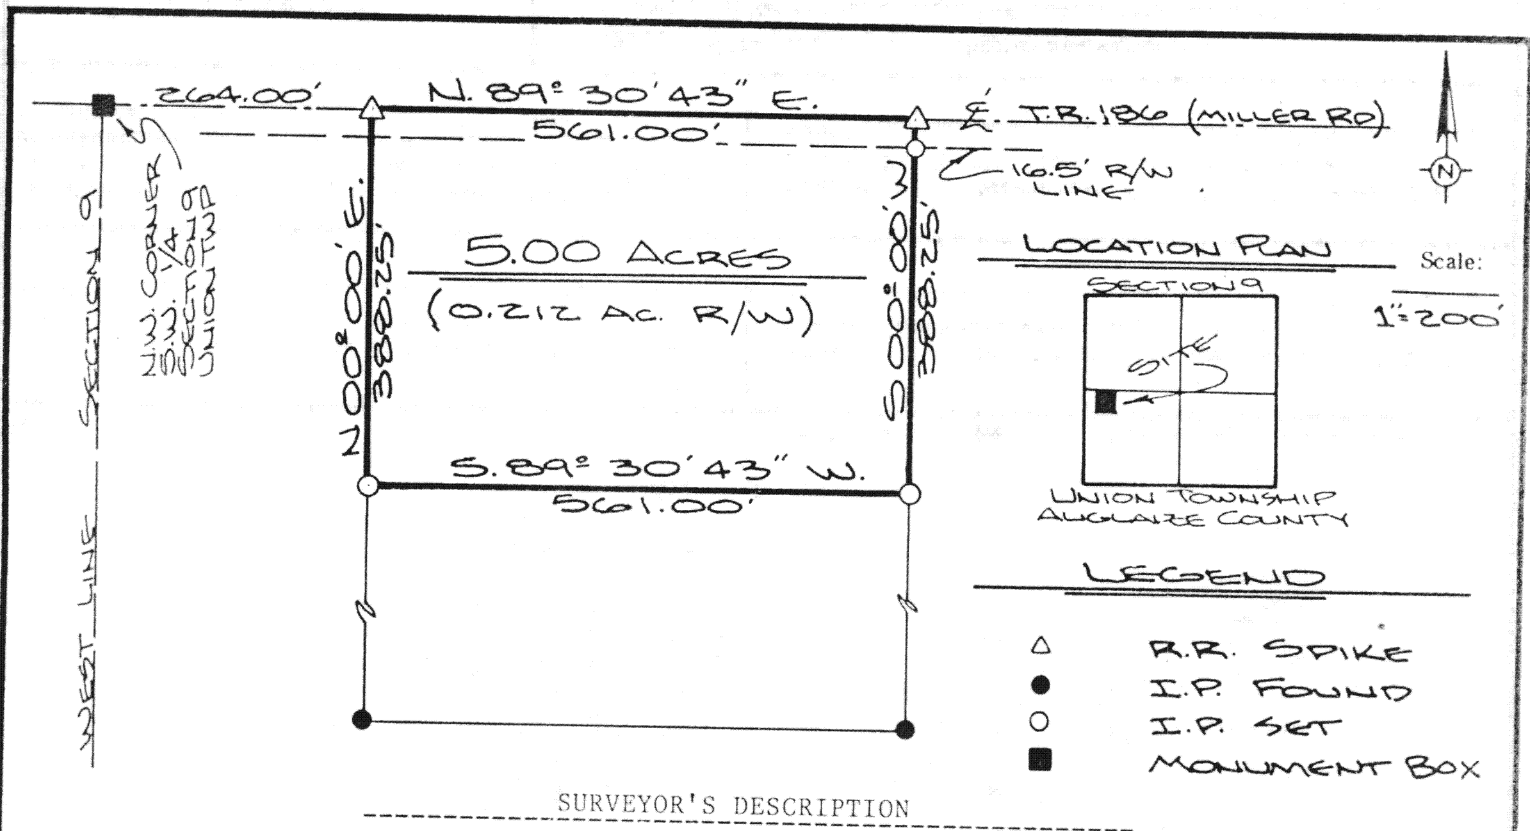 264.00'
N. 89° 30' 43" E.
561.00'
℄ T.R. 186 (MILLER RD)
16.5' R/W
LINE
N
N.W. CORNER
S.W. 1/4
SECTION 9
UNION TWP
WEST LINE SECTION 9
N 00° 00' E.
388.25'
5.00 ACRES
(0.212 AC. R/W)
S 00° 00' W
388.25'
S. 89° 30' 43" W.
561.00'
LOCATION PLAN
SECTION 9
SITE
UNION TOWNSHIP
AUGLAIZE COUNTY
Scale:
1"=200'
LEGEND
R.R. SPIKE
I.P. FOUND
I.P. SET
MONUMENT BOX
SURVEYOR'S DESCRIPTION